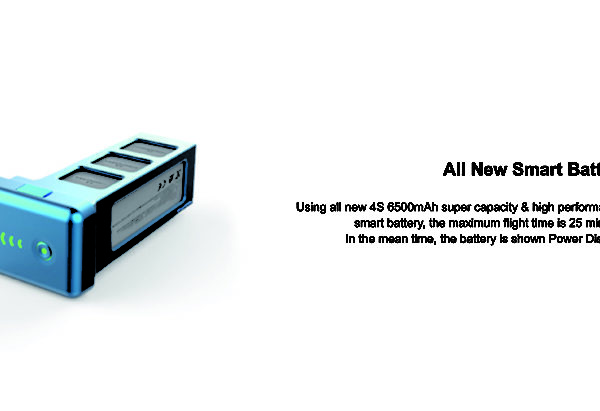 All New Smart Batt
Using all new 4S 6500mAh super capacity & high performa
smart battery, the maximum flight time is 25 mi
In the mean time, the battery is shown Power Dis